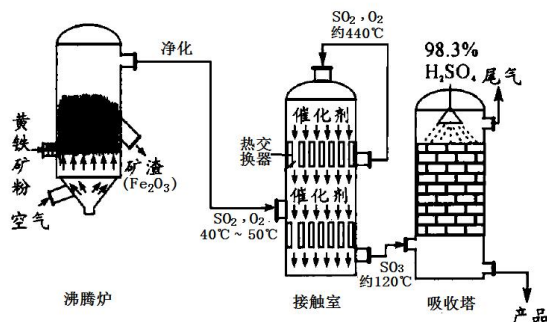 净化
黄
铁
矿
粉
空气
矿渣
(Fe₂O₃)
沸腾炉
SO₂,O₂
约440℃
催化剂
热交
换器
催化剂
SO₂,O₂
40℃~50℃
SO₃
约120℃
接触室
98.3%
H₂SO₄
尾气
吸收塔
产品